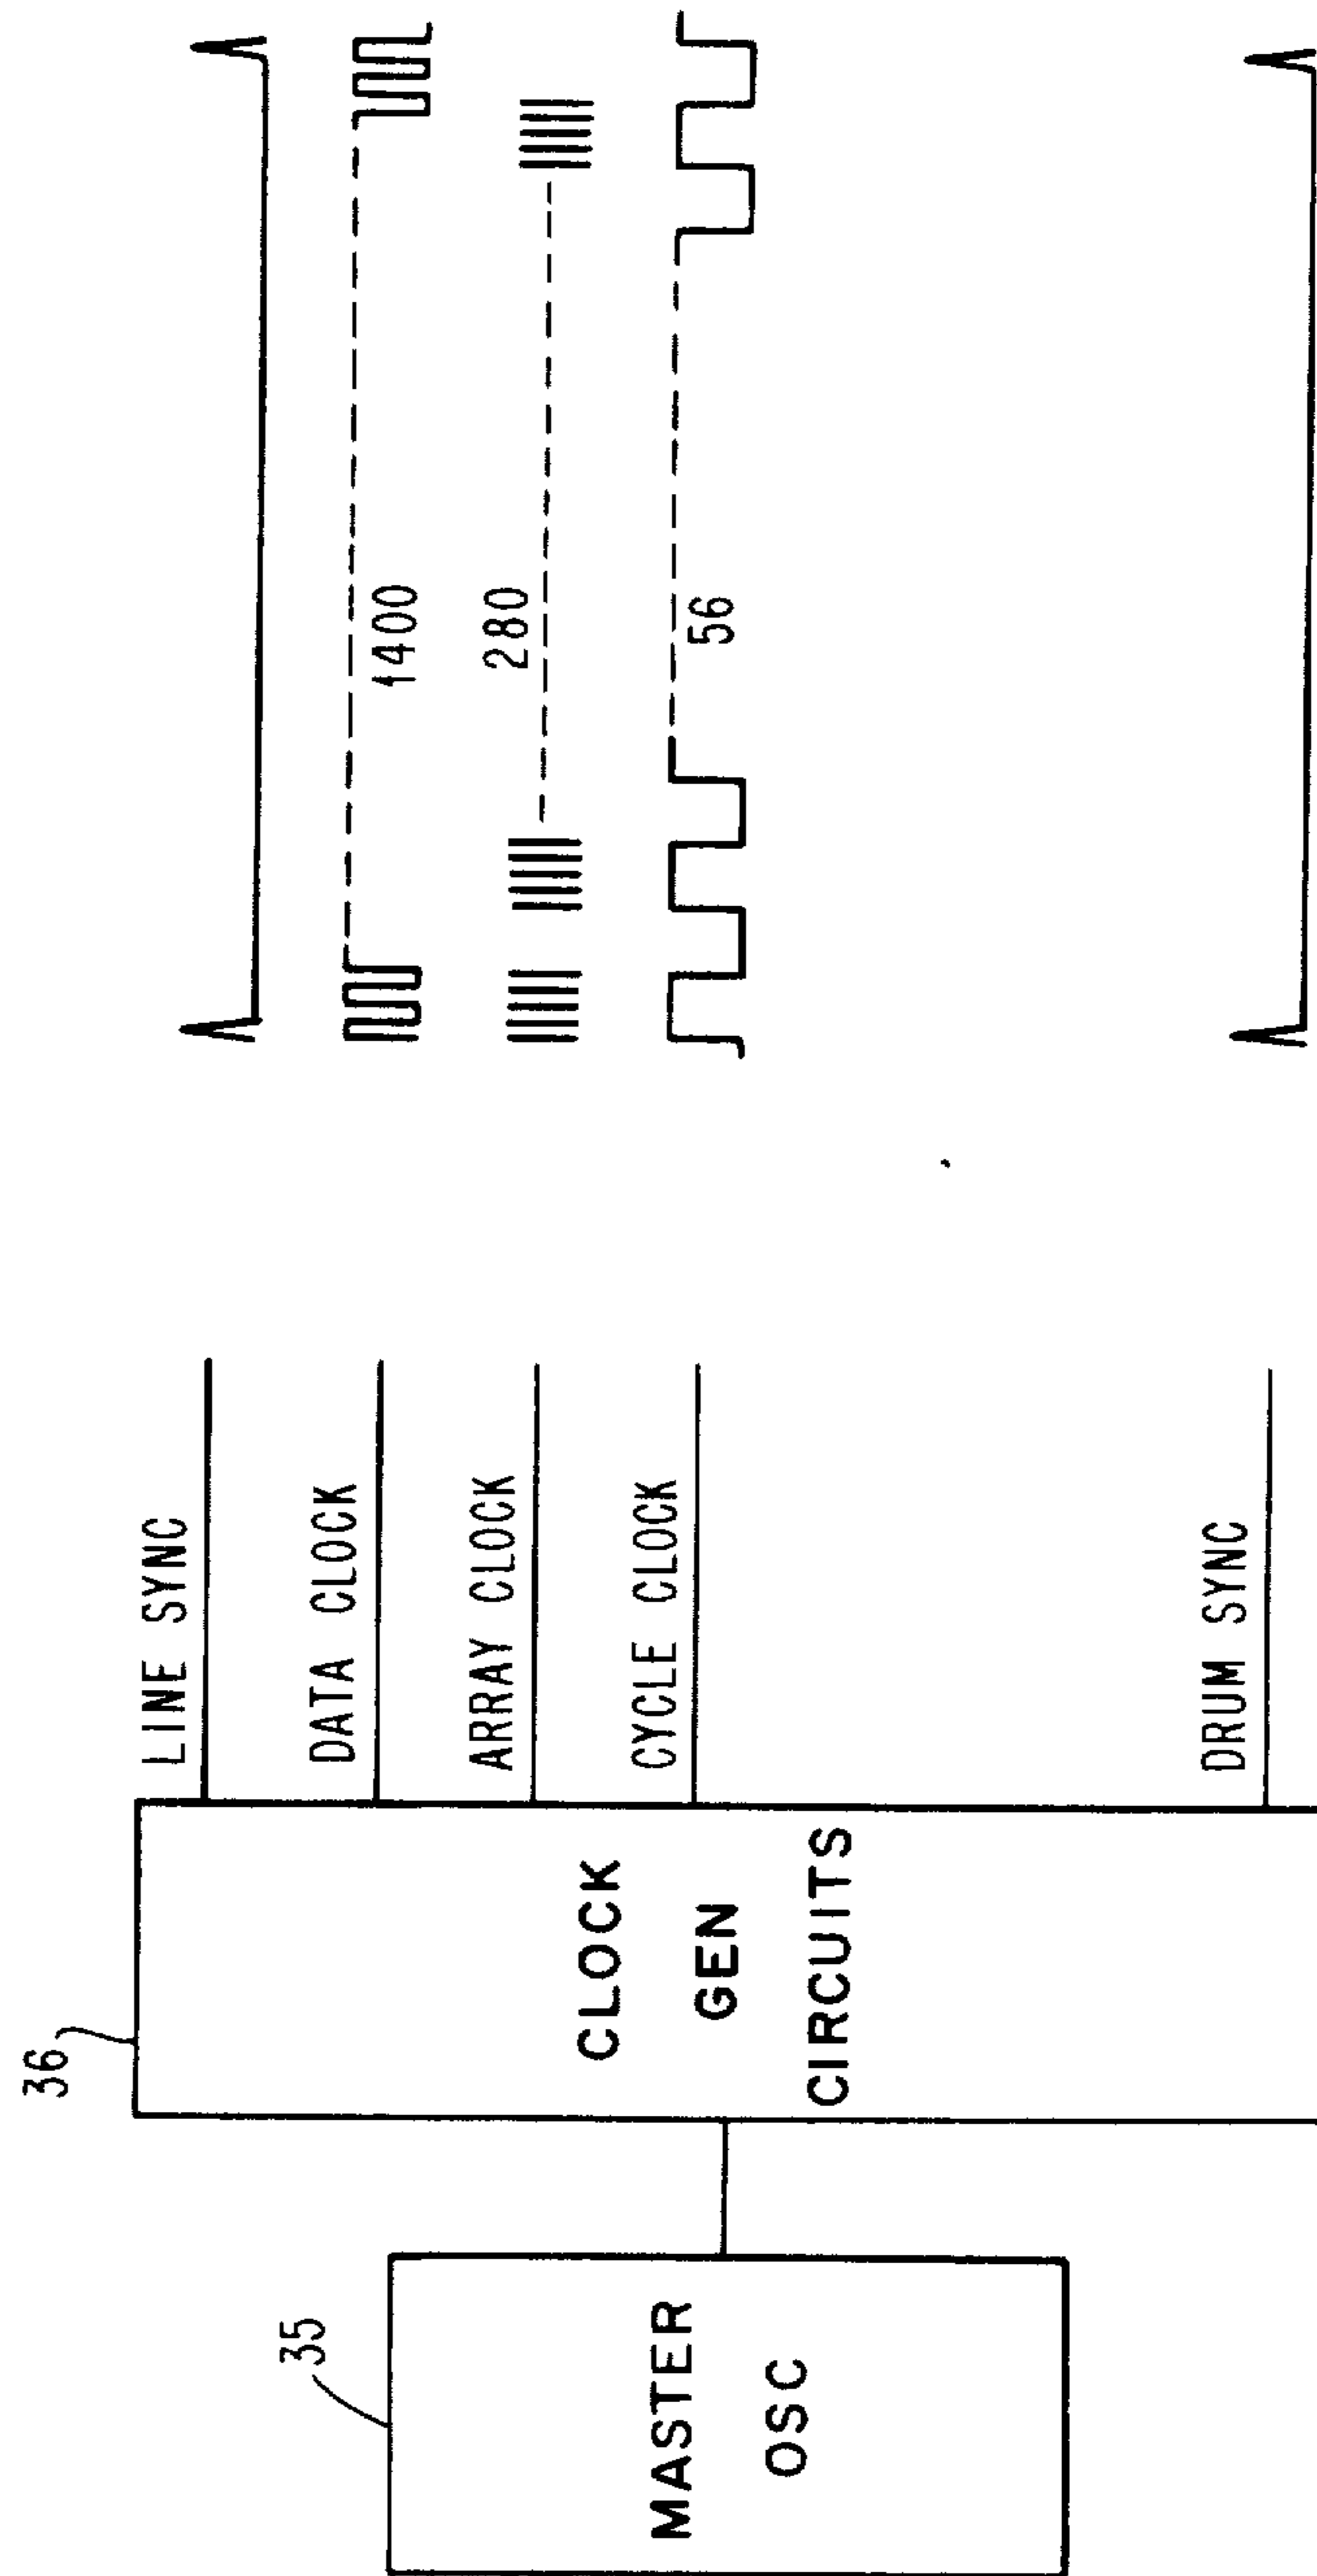 35
MASTER
OSC
36
CLOCK
GEN
CIRCUITS
LINE SYNC
DATA CLOCK
ARRAY CLOCK
CYCLE CLOCK
DRUM SYNC
1400
280
56